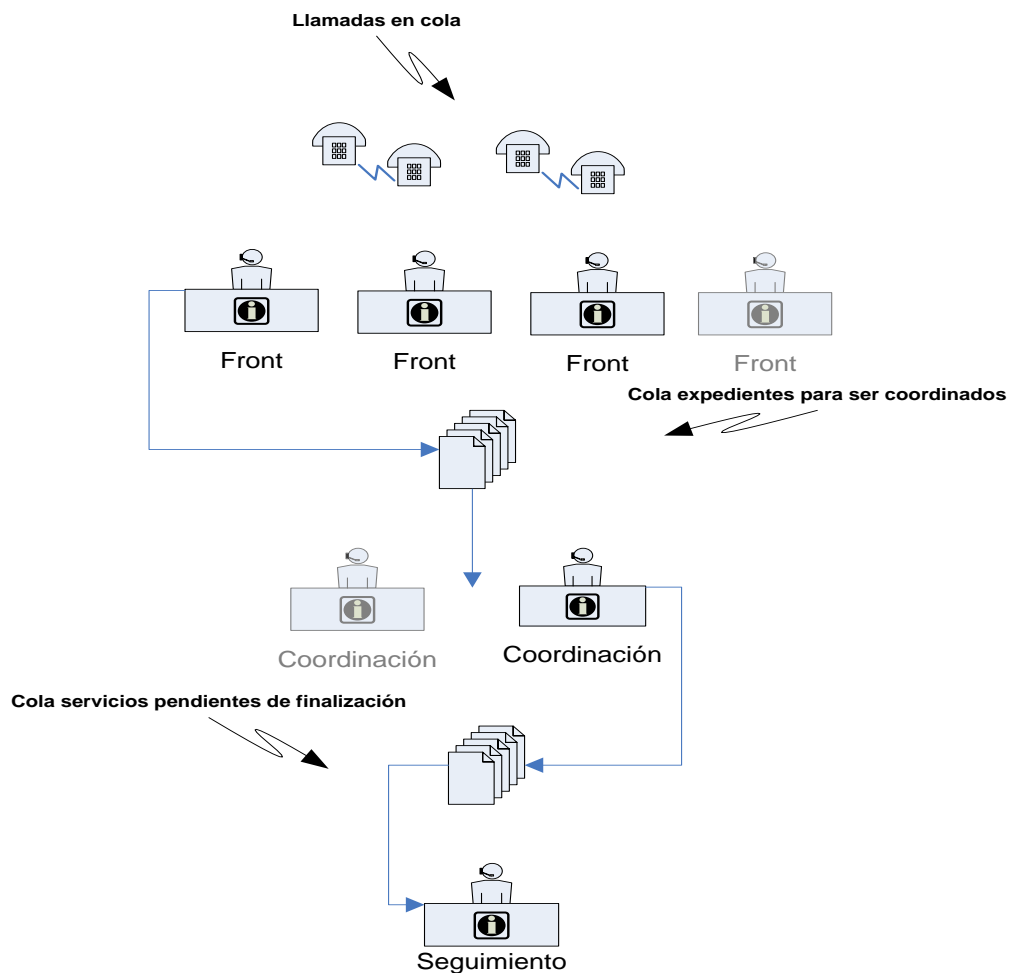 Llamadas en cola
Front
Front
Front
Front
Cola expedientes para ser coordinados
Coordinación
Coordinación
Cola servicios pendientes de finalización
Seguimiento